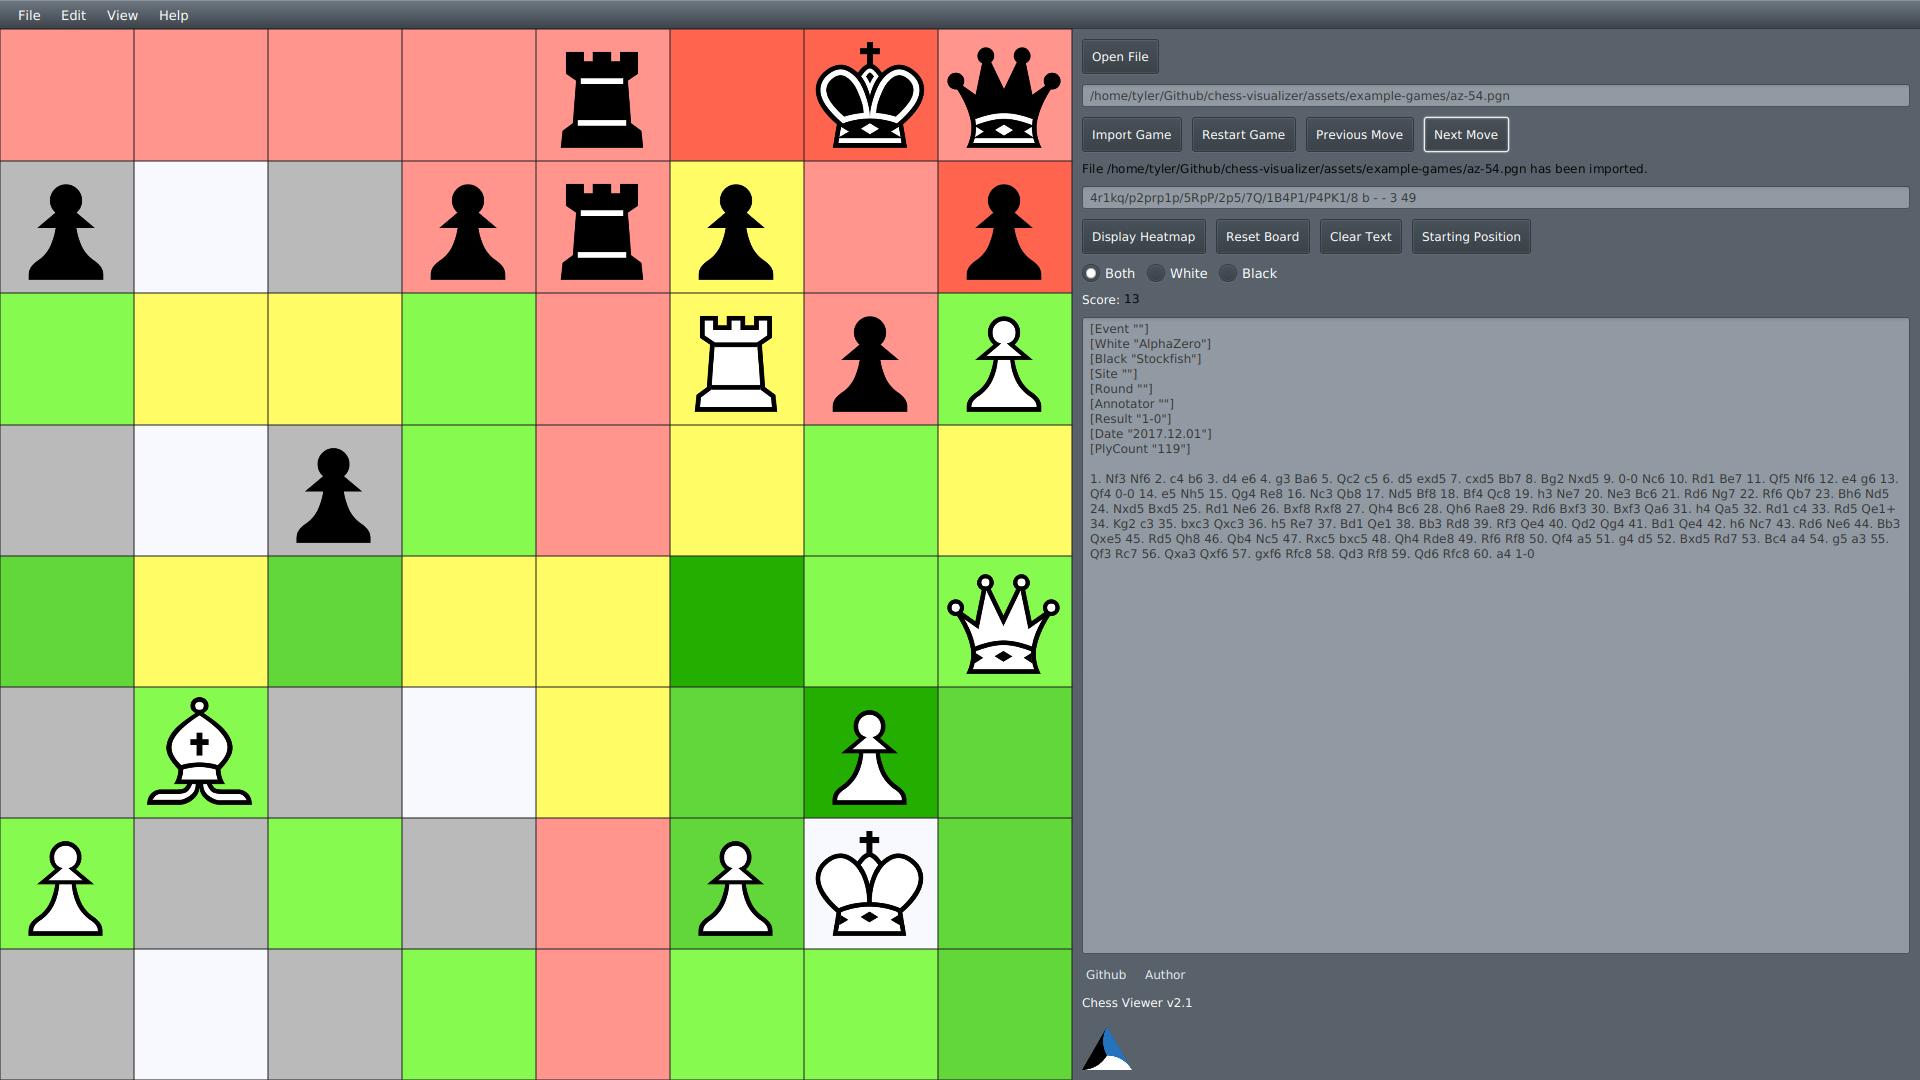 File Edit View Help
Open File
/home/tyler/Github/chess-visualizer/assets/example-games/az-54.pgn
Import Game Restart Game Previous Move Next Move
File /home/tyler/Github/chess-visualizer/assets/example-games/az-54.pgn has been imported.
4r1kq/p2prp1p/5RpP/2p5/7Q/1B4P1/P4PK1/8 b - - 3 49
Display Heatmap Reset Board Clear Text Starting Position
Both White Black
Score: 13
[Event ""]
[White "AlphaZero"]
[Black "Stockfish"]
[Site ""]
[Round ""]
[Annotator ""]
[Result "1-0"]
[Date "2017.12.01"]
[PlyCount "119"]
1. Nf3 Nf6 2. c4 b6 3. d4 e6 4. g3 Ba6 5. Qc2 c5 6. d5 exd5 7. cxd5 Bb7 8. Bg2 Nxd5 9. 0-0 Nc6 10. Rd1 Be7 11. Qf5 Nf6 12. e4 g6 13.
Qf4 0-0 14. e5 Nh5 15. Qg4 Re8 16. Nc3 Qb8 17. Nd5 Bf8 18. Bf4 Qc8 19. h3 Ne7 20. Ne3 Bc6 21. Rd6 Ng7 22. Rf6 Qb7 23. Bh6 Nd5
24. Nxd5 Bxd5 25. Rd1 Ne6 26. Bxf8 Rxf8 27. Qh4 Bc6 28. Qh6 Rae8 29. Rd6 Bxf3 30. Bxf3 Qa6 31. h4 Qa5 32. Rd1 c4 33. Rd5 Qe1+
34. Kg2 c3 35. bxc3 Qxc3 36. h5 Re7 37. Bd1 Qe1 38. Bb3 Rd8 39. Rf3 Qe4 40. Qd2 Qg4 41. Bd1 Qe4 42. h6 Nc7 43. Rd6 Ne6 44. Bb3
Qxe5 45. Rd5 Qh8 46. Qb4 Nc5 47. Rxc5 bxc5 48. Qh4 Rde8 49. Rf6 Rf8 50. Qf4 a5 51. g4 d5 52. Bxd5 Rd7 53. Bc4 a4 54. g5 a3 55.
Qf3 Rc7 56. Qxa3 Qxf6 57. gxf6 Rfc8 58. Qd3 Rf8 59. Qd6 Rfc8 60. a4 1-0
Github Author
Chess Viewer v2.1